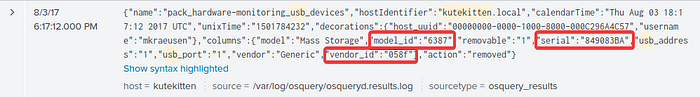 >
8/3/17
6:17:12.000 PM
{"name":"pack_hardware-monitoring_usb_devices","hostIdentifier":"kutekitten.local","calendarTime":"Thu Aug 03 18:1
7:12 2017 UTC","unixTime":"1501784232","decorations":{"host_uuid":"00000000-0000-1000-8000-000C296A4C57","usernam
e":"mkraeusen"},"columns":{"model":"Mass Storage","model_id":"6387","removable":"1","serial":"849083BA","usb_addres
s":"1","usb_port":"1","vendor":"Generic","vendor_id":"058f"},"action":"removed"}
Show syntax highlighted
host = kutekitten
source = /var/log/osquery/osqueryd.results.log
sourcetype = osquery_results